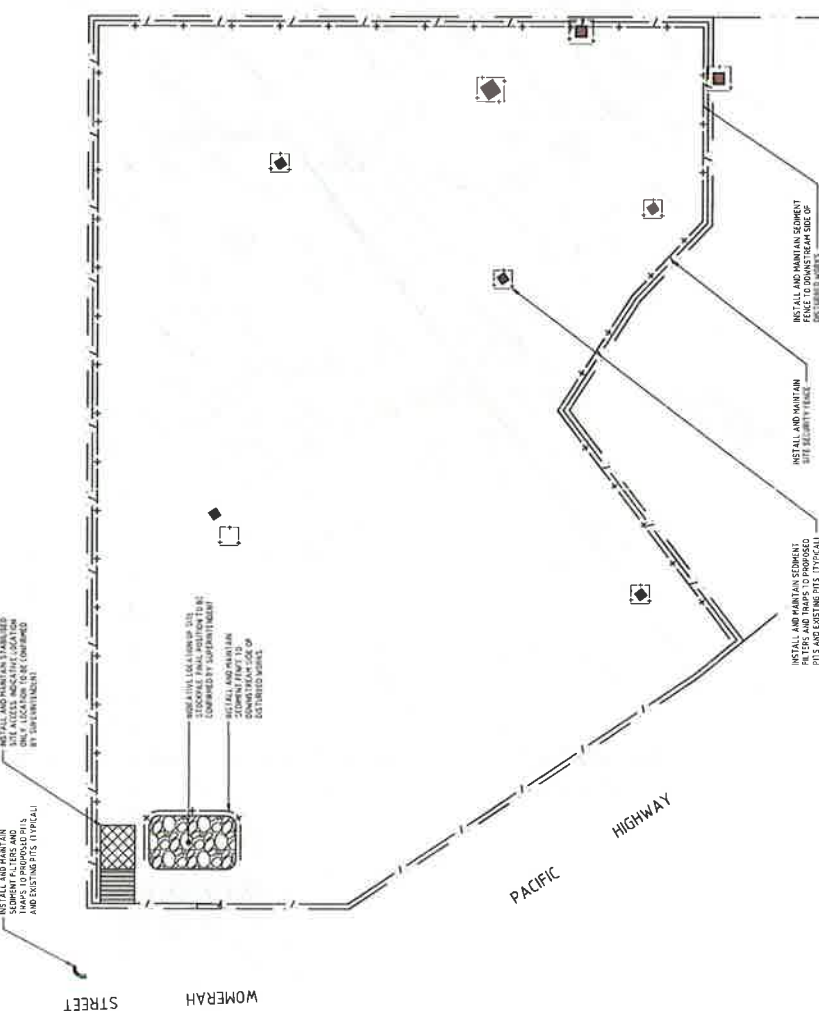 INSTALL AND MAINTAIN STABILISED
SITE ACCESS INDICATIVE LOCATION
ONLY. LOCATION TO BE CONFIRMED
BY SUPERINTENDENT
INSTALL AND MAINTAIN
SEDIMENT FILTERS AND
TRAPS TO PROPOSED PITS
AND EXISTING PITS (TYPICAL)
INDICATIVE LOCATION OF SITE
STOCKPILE FINAL POSITION TO BE
CONFIRMED BY SUPERINTENDENT
INSTALL AND MAINTAIN
SEDIMENT FENCE TO
DOWNSTREAM SIDE OF
DISTURBED WORKS.
INSTALL AND MAINTAIN SEDIMENT
FENCE TO DOWNSTREAM SIDE OF
DISTURBED WORKS
INSTALL AND MAINTAIN
SITE SECURITY FENCE
INSTALL AND MAINTAIN SEDIMENT
FILTERS AND TRAPS TO PROPOSED
PITS AND EXISTING PITS (TYPICAL)
PACIFIC HIGHWAY
WOMERAH STREET